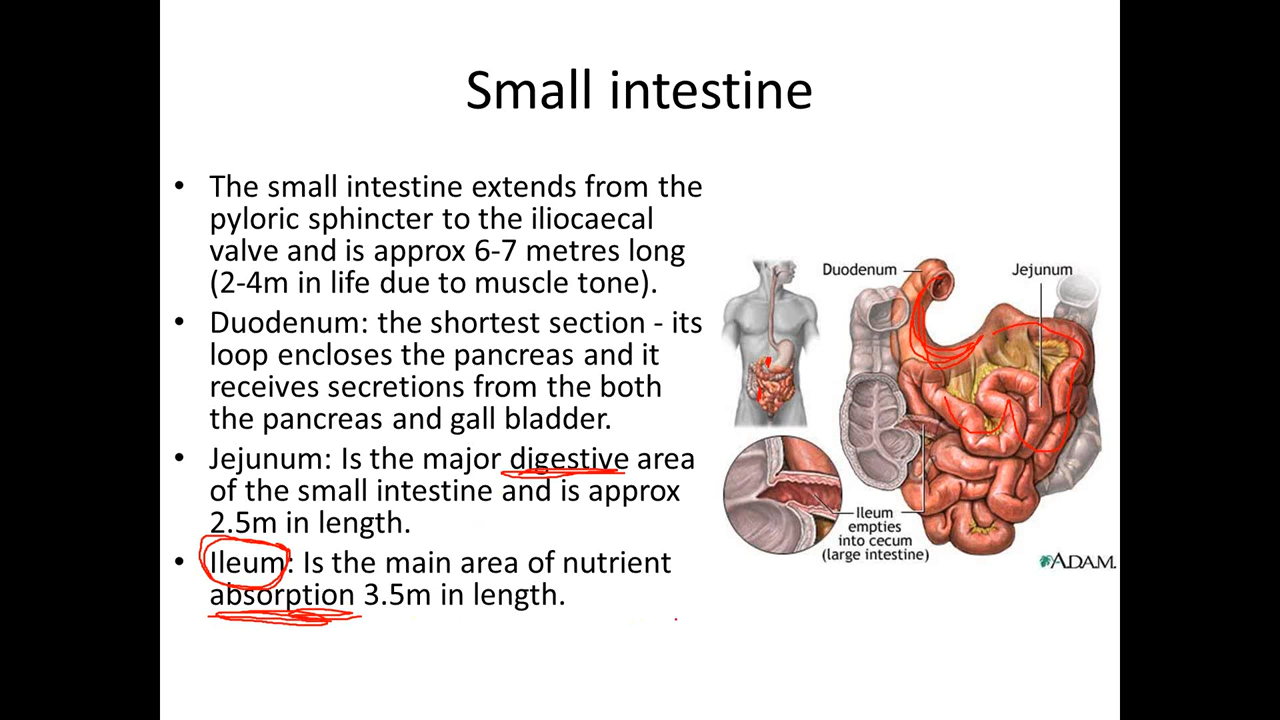 Small intestine
• The small intestine extends from the
pyloric sphincter to the iliocaecal
valve and is approx 6-7 metres long
(2-4m in life due to muscle tone).
• Duodenum: the shortest section - its
loop encloses the pancreas and it
receives secretions from the both
the pancreas and gall bladder.
• Jejunum: Is the major digestive area
of the small intestine and is approx
2.5m in length.
• Ileum: Is the main area of nutrient
absorption 3.5m in length.
Duodenum
Jejunum
Ileum
empties
into cecum
(large intestine)
ADAM.